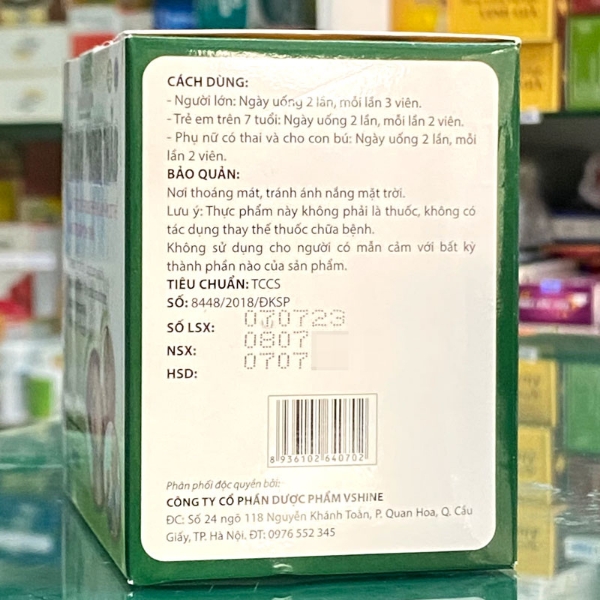 CÁCH DÙNG:
- Người lớn: Ngày uống 2 lần, mỗi lần 3 viên.
- Trẻ em trên 7 tuổi: Ngày uống 2 lần, mỗi lần 2 viên.
- Phụ nữ có thai và cho con bú: Ngày uống 2 lần, mỗi
lần 2 viên.
BẢO QUẢN:
Nơi thoáng mát, tránh ánh nắng mặt trời.
Lưu ý: Thực phẩm này không phải là thuốc, không có
tác dụng thay thế thuốc chữa bệnh.
Không sử dụng cho người có mẫn cảm với bất kỳ
thành phần nào của sản phẩm.
TIÊU CHUẨN: TCCS
SỐ: 8448/2018/ĐKSP
SỐ LSX: 070723
NSX: 0807
HSD: 0707
8 936102 640702
Phân phối độc quyền bởi:
CÔNG TY CỔ PHẦN DƯỢC PHẨM VSHINE
ĐC: Số 24 ngõ 118 Nguyễn Khánh Toàn, P. Quan Hoa, Q. Cầu
Giấy, TP. Hà Nội. ĐT: 0976 552 345